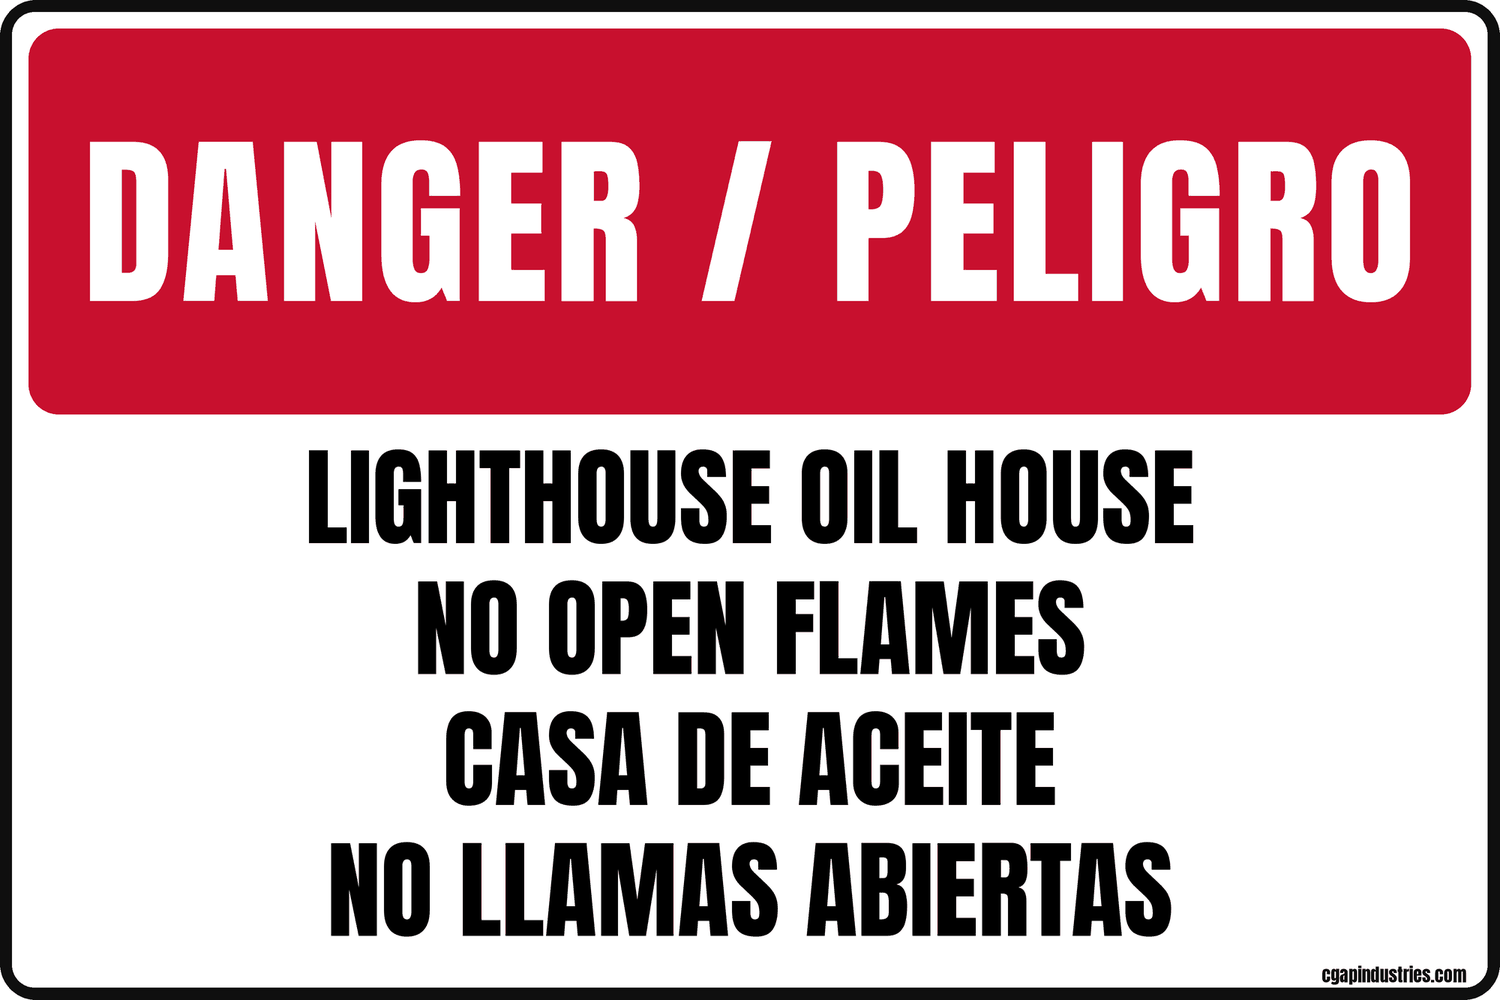 DANGER / PELIGRO
LIGHTHOUSE OIL HOUSE
NO OPEN FLAMES
CASA DE ACEITE
NO LLAMAS ABIERTAS
cgapindustries.com